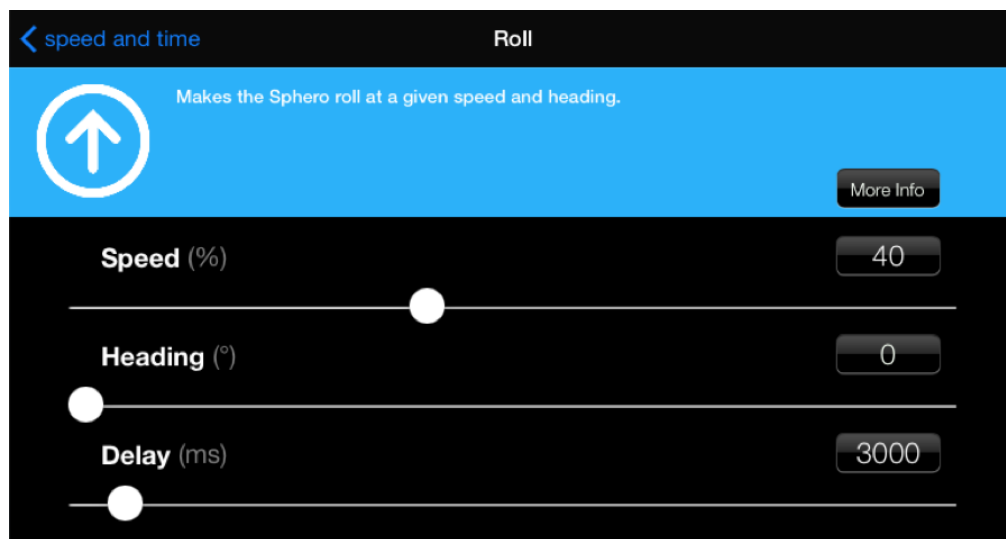 speed and time
Roll
Makes the Sphero roll at a given speed and heading.
More Info
Speed (%)
40
Heading (°)
0
Delay (ms)
3000